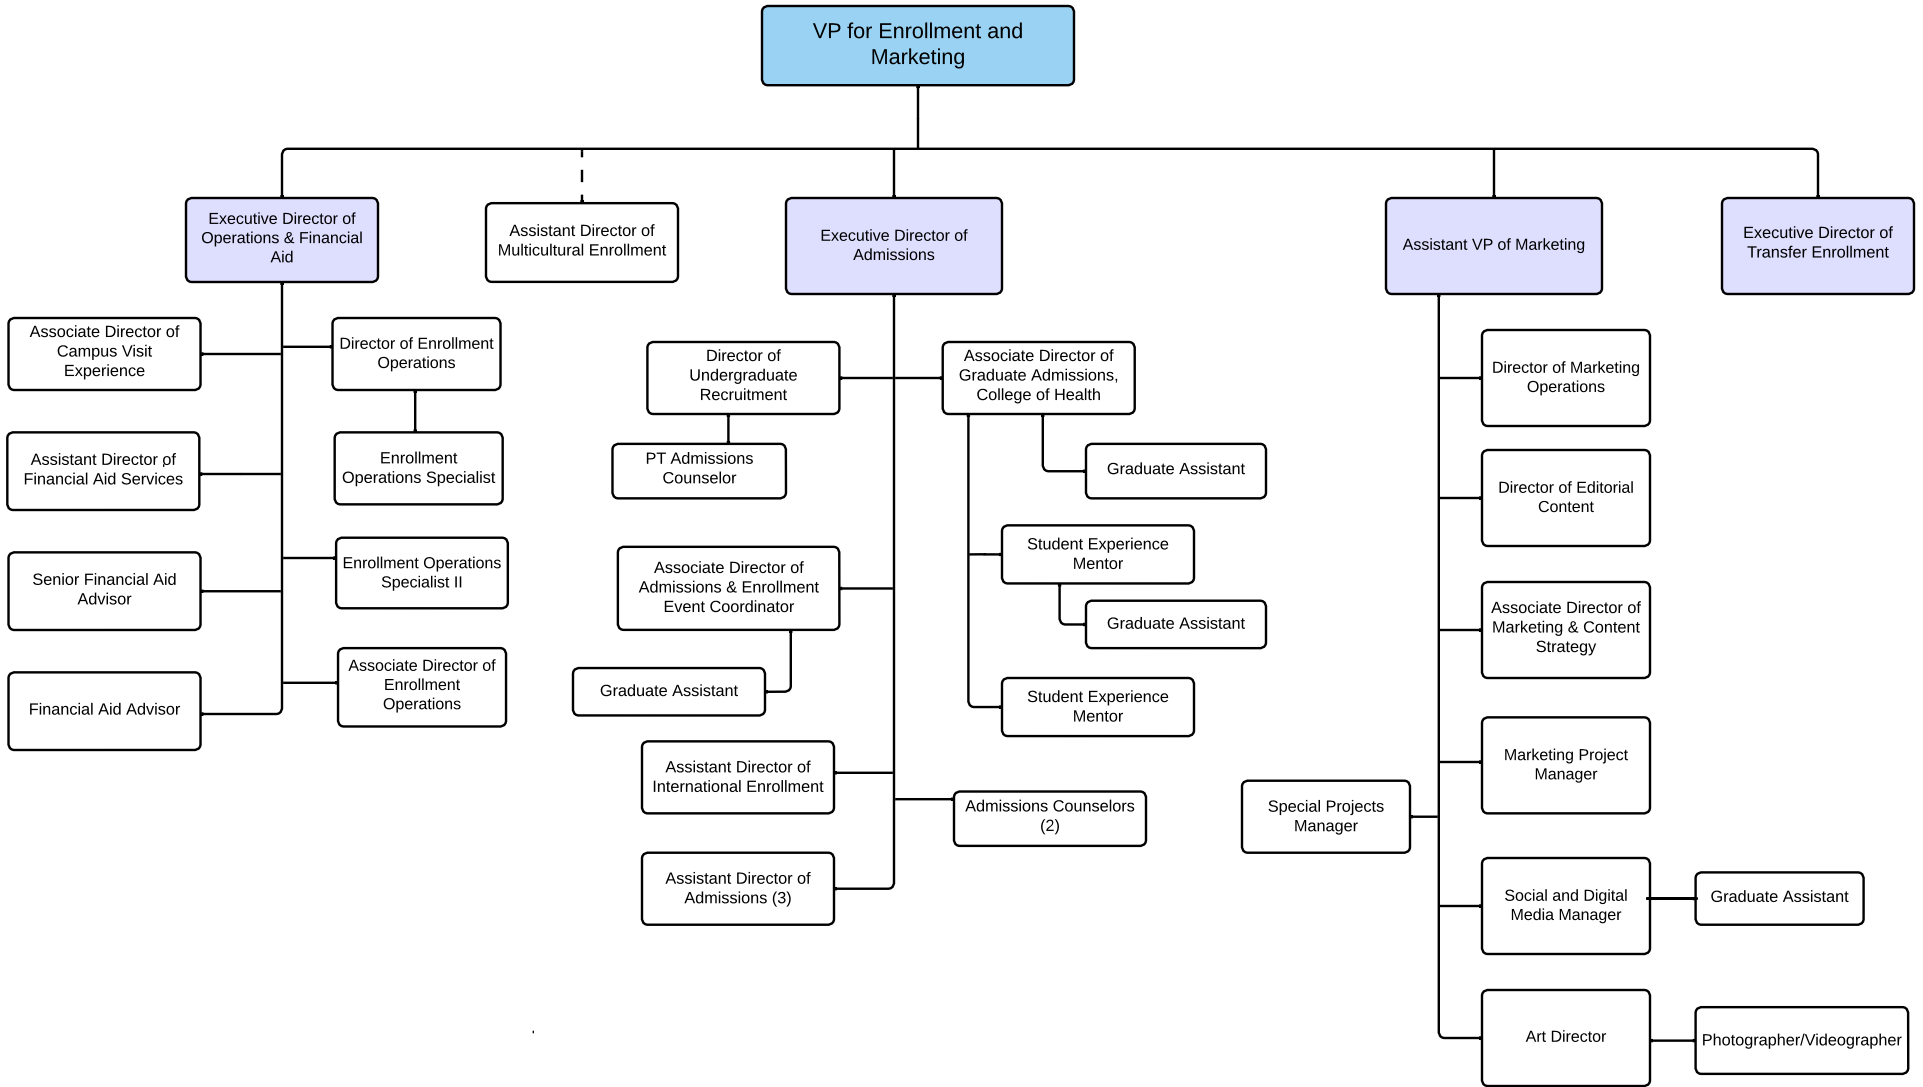 VP for Enrollment and
Marketing
Executive Director of
Operations & Financial
Aid
Assistant Director of
Multicultural Enrollment
Executive Director of
Admissions
Assistant VP of Marketing
Executive Director of
Transfer Enrollment
Associate Director of
Campus Visit
Experience
Director of Enrollment
Operations
Assistant Director of
Financial Aid Services
Enrollment
Operations Specialist
Senior Financial Aid
Advisor
Enrollment Operations
Specialist II
Financial Aid Advisor
Associate Director of
Enrollment
Operations
Director of
Undergraduate
Recruitment
Associate Director of
Graduate Admissions,
College of Health
PT Admissions
Counselor
Graduate Assistant
Student Experience
Mentor
Associate Director of
Admissions & Enrollment
Event Coordinator
Graduate Assistant
Graduate Assistant
Student Experience
Mentor
Assistant Director of
International Enrollment
Admissions Counselors
(2)
Assistant Director of
Admissions (3)
Director of Marketing
Operations
Director of Editorial
Content
Associate Director of
Marketing & Content
Strategy
Marketing Project
Manager
Special Projects
Manager
Social and Digital
Media Manager
Graduate Assistant
Art Director
Photographer/Videographer